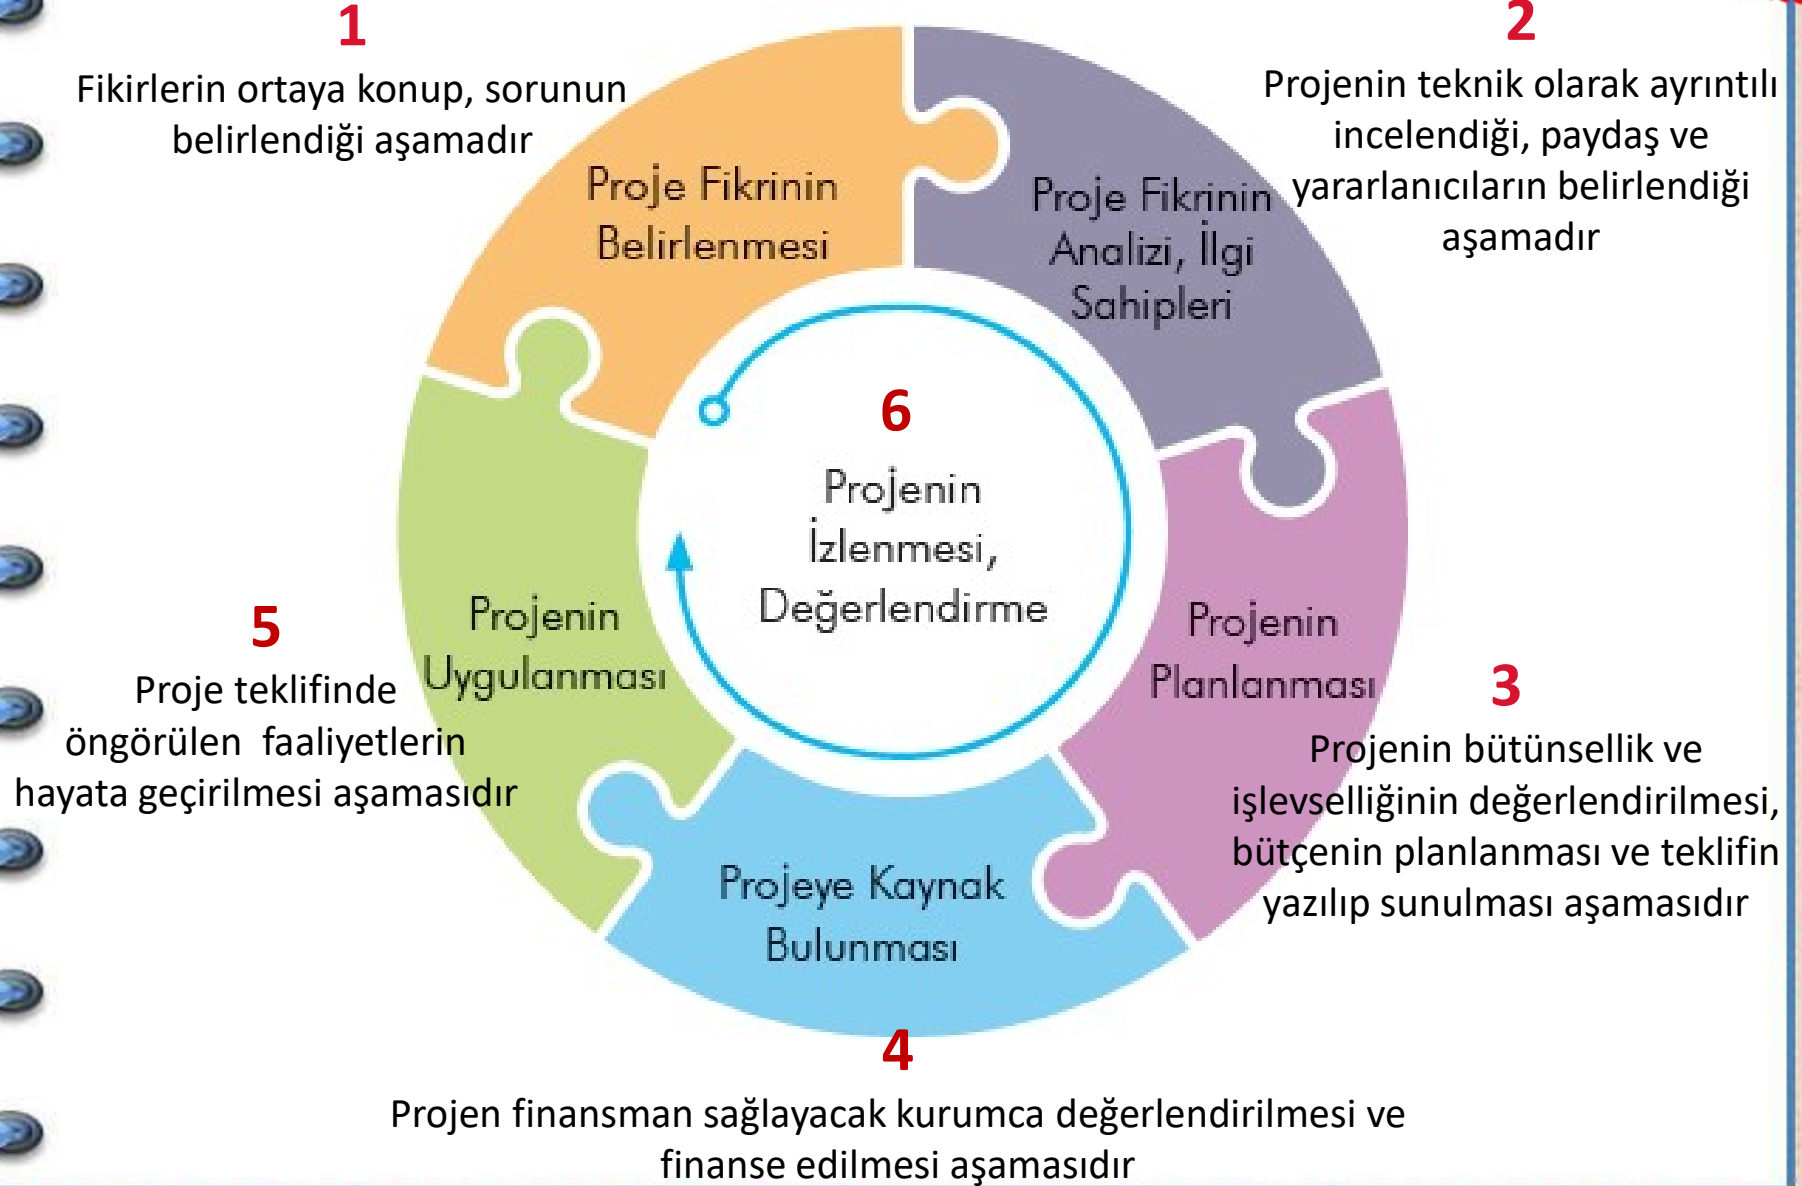 1
Fikirlerin ortaya konup, sorunun
belirlendiği aşamadır
Proje Fikrinin
Belirlenmesi
2
Projenin teknik olarak ayrıntılı
incelendiği, paydaş ve
yararlanıcıların belirlendiği
aşamadır
Proje Fikrinin
Analizi, İlgi
Sahipleri
3
Projenin
Planlanması
Projenin bütünsellik ve
işlevselliğinin değerlendirilmesi,
bütçenin planlanması ve teklifin
yazılıp sunulması aşamasıdır
Projeye Kaynak
Bulunması
4
Projen finansman sağlayacak kurumca değerlendirilmesi ve
finanse edilmesi aşamasıdır
5
Projenin
Uygulanması
Proje teklifinde
öngörülen  faaliyetlerin
hayata geçirilmesi aşamasıdır
6
Projenin
İzlenmesi,
Değerlendirme